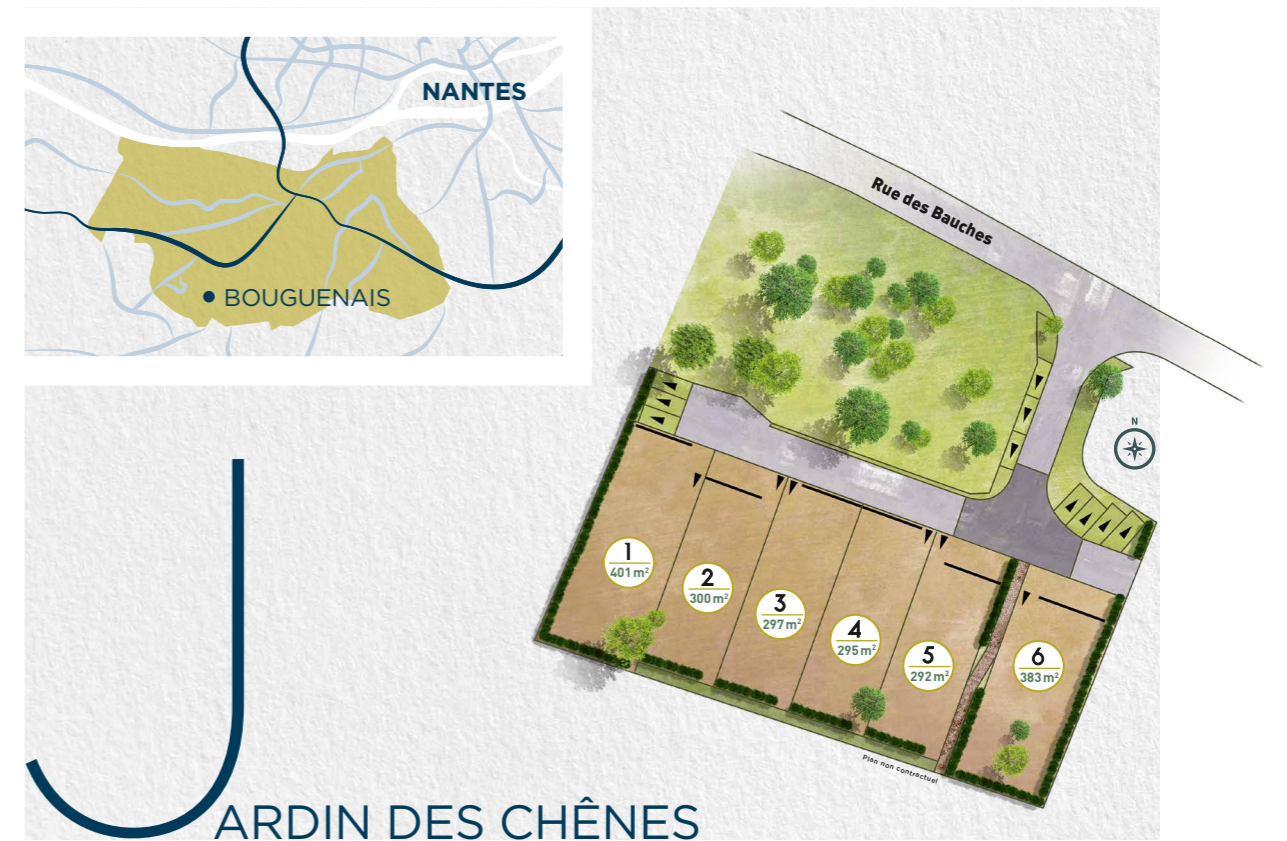 NANTES
BOUGUENAIS
Rue des Bauches
N
1
401 m²
2
300 m²
3
297 m²
4
295 m²
5
292 m²
6
383 m²
Plan non contractuel
JARDIN DES CHÊNES